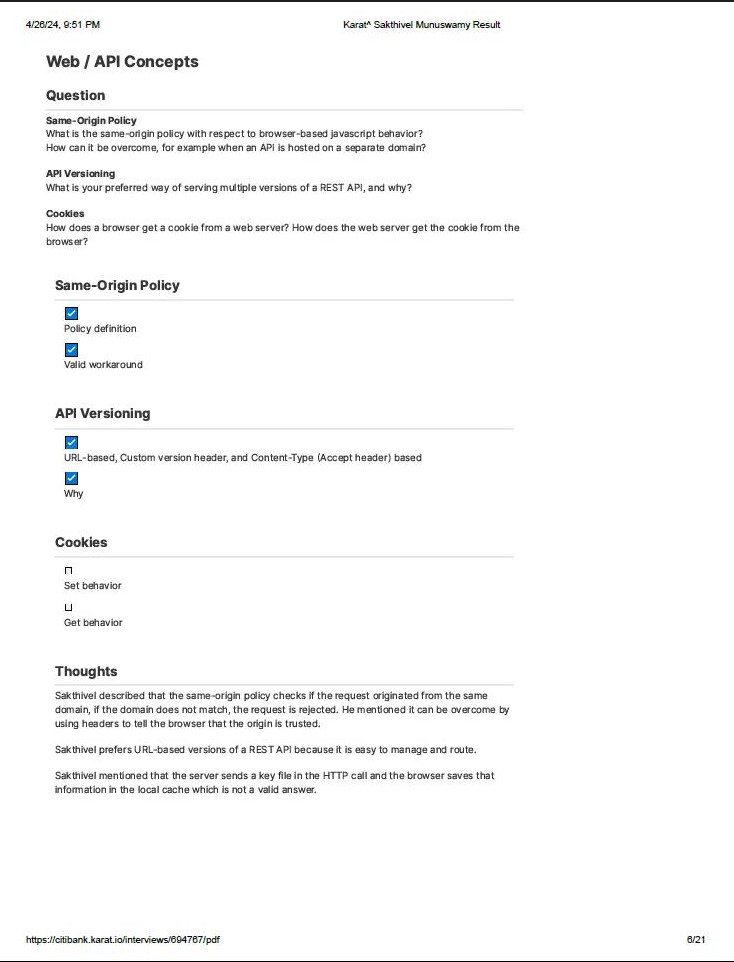 4/26/24, 9:51 PM
Karat^ Sakthivel Munuswamy Result
Web / API Concepts
Question
Same-Origin Policy
What is the same-origin policy with respect to browser-based javascript behavior?
How can it be overcome, for example when an API is hosted on a separate domain?
API Versioning
What is your preferred way of serving multiple versions of a REST API, and why?
Cookies
How does a browser get a cookie from a web server? How does the web server get the cookie from the
browser?
Same-Origin Policy
Policy definition
Valid workaround
API Versioning
URL-based, Custom version header, and Content-Type (Accept header) based
Why
Cookies
Set behavior
Get behavior
Thoughts
Sakthivel described that the same-origin policy checks if the request originated from the same
domain, if the domain does not match, the request is rejected. He mentioned it can be overcome by
using headers to tell the browser that the origin is trusted.
Sakthivel prefers URL-based versions of a REST API because it is easy to manage and route.
Sakthivel mentioned that the server sends a key file in the HTTP call and the browser saves that
information in the local cache which is not a valid answer.
https://citibank.karat.io/interviews/694767/pdf
6/21